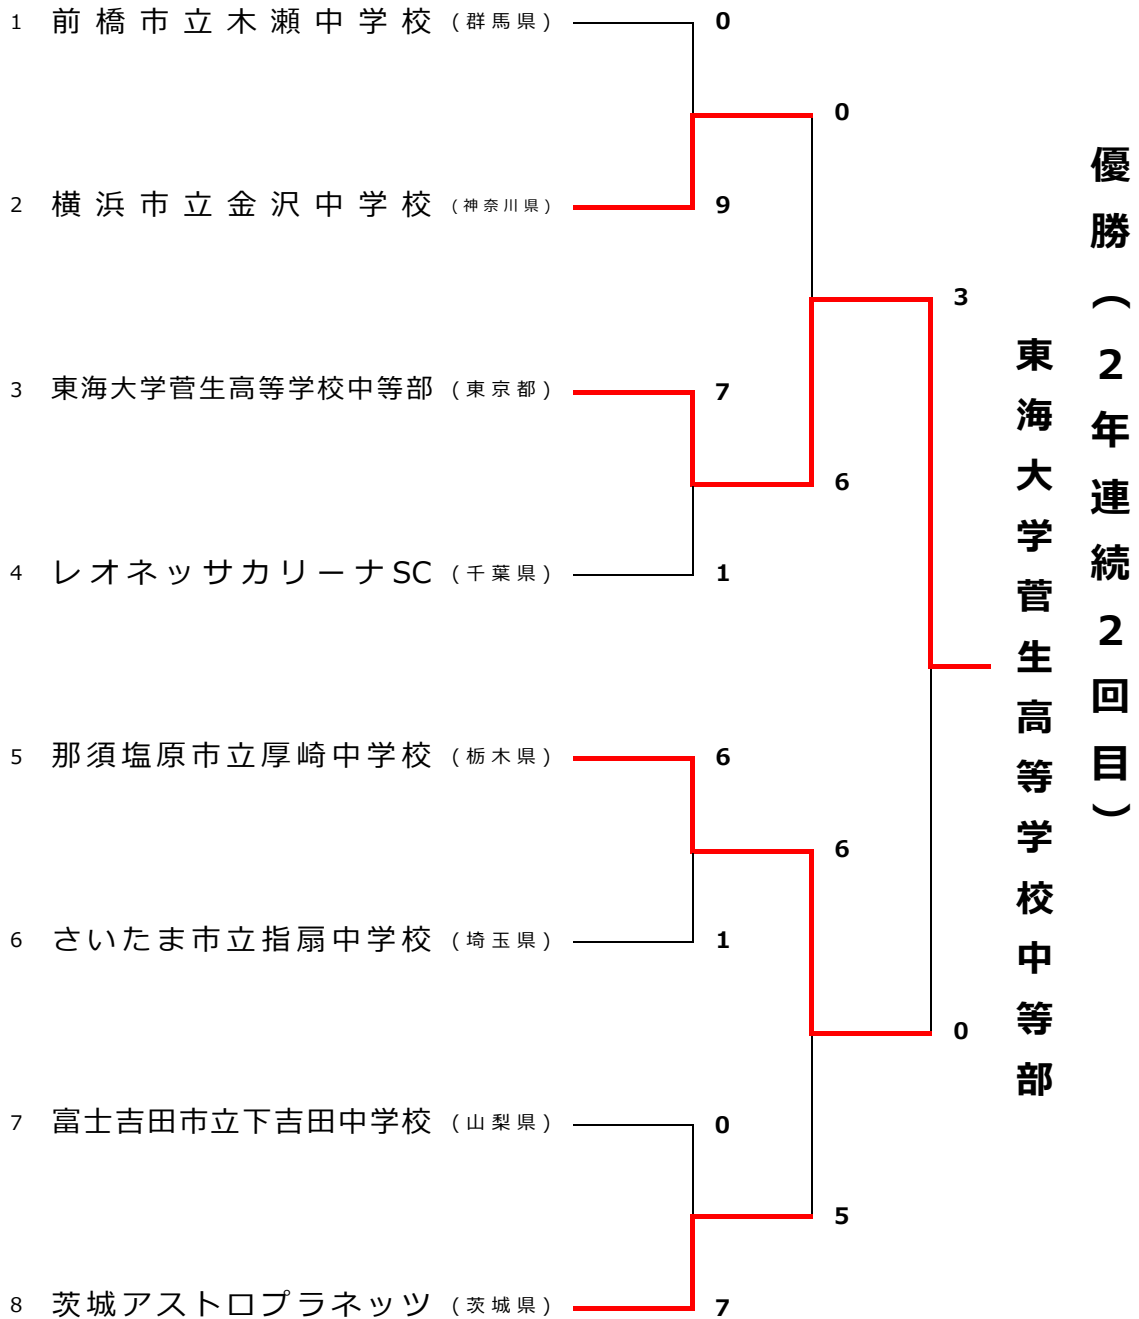 1 前橋市立木瀬中学校 (群馬県) 0
0
2 横浜市立金沢中学校 (神奈川県) 9
3
3 東海大学菅生高等学校中等部 (東京都) 7
6
4 レオネッサカリーナSC (千葉県) 1
5 那須塩原市立厚崎中学校 (栃木県) 6
6
6 さいたま市立指扇中学校 (埼玉県) 1
0
7 富士吉田市立下吉田中学校 (山梨県) 0
5
8 茨城アストロプラネッツ (茨城県) 7
優勝(2年連続2回目)
東海大学菅生高等学校中等部